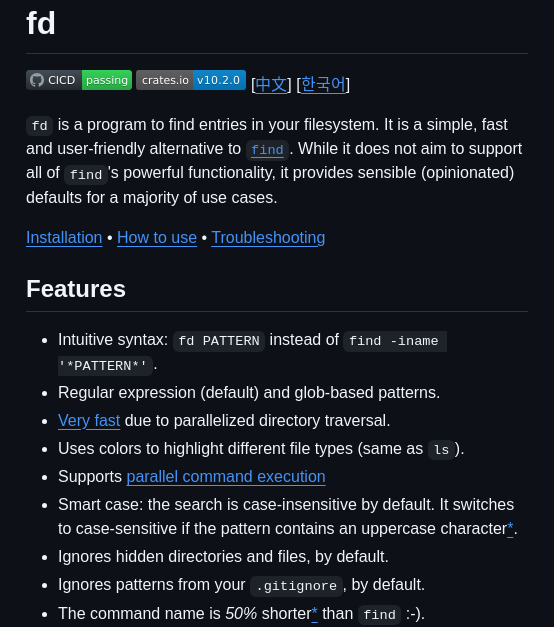 fd
CICD passing crates.io v10.2.0 [中文] [한국어]
fd is a program to find entries in your filesystem. It is a simple, fast
and user-friendly alternative to find. While it does not aim to support
all of find's powerful functionality, it provides sensible (opinionated)
defaults for a majority of use cases.
Installation • How to use • Troubleshooting
Features
• Intuitive syntax: fd PATTERN instead of find -iname
'*PATTERN*'.
• Regular expression (default) and glob-based patterns.
• Very fast due to parallelized directory traversal.
• Uses colors to highlight different file types (same as ls).
• Supports parallel command execution
• Smart case: the search is case-insensitive by default. It switches
to case-sensitive if the pattern contains an uppercase character*.
• Ignores hidden directories and files, by default.
• Ignores patterns from your .gitignore, by default.
• The command name is 50% shorter* than find :-).